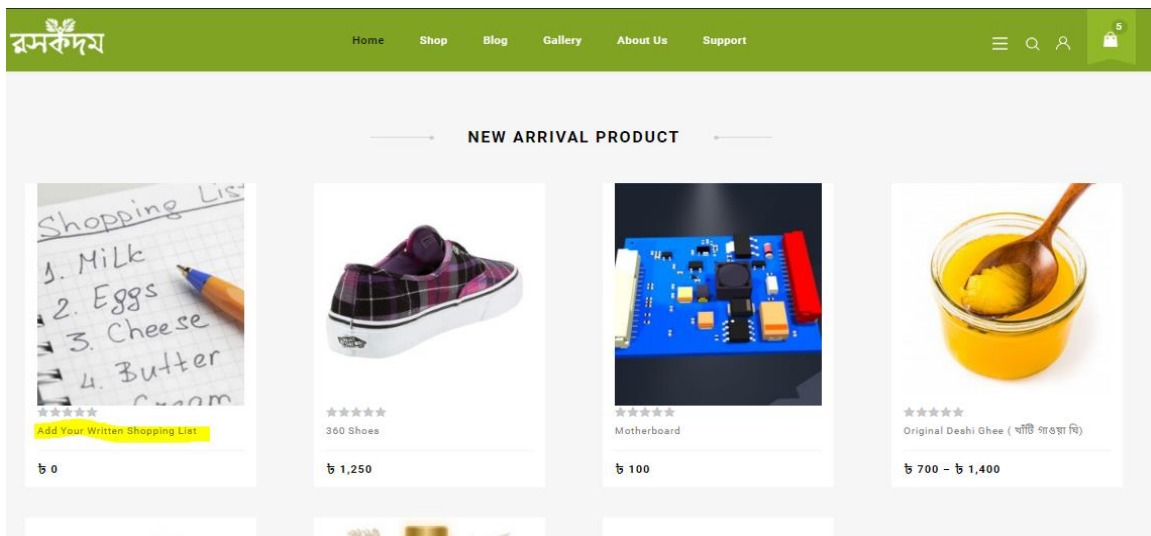 রসকদম
Home Shop Blog Gallery About Us Support
5
NEW ARRIVAL PRODUCT
Shopping List
1. Milk
2. Eggs
3. Cheese
4. Butter
Cream
Add Your Written Shopping List
৳ 0
360 Shoes
৳ 1,250
Motherboard
৳ 100
Original Deshi Ghee ( খাঁটি গাওয়া ঘি)
৳ 700 – ৳ 1,400